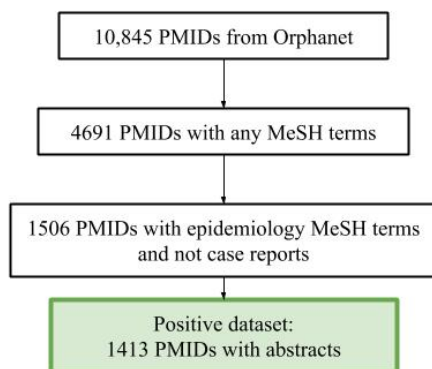 10,845 PMIDs from Orphanet
4691 PMIDs with any MeSH terms
1506 PMIDs with epidemiology MeSH terms
and not case reports
Positive dataset:
1413 PMIDs with abstracts